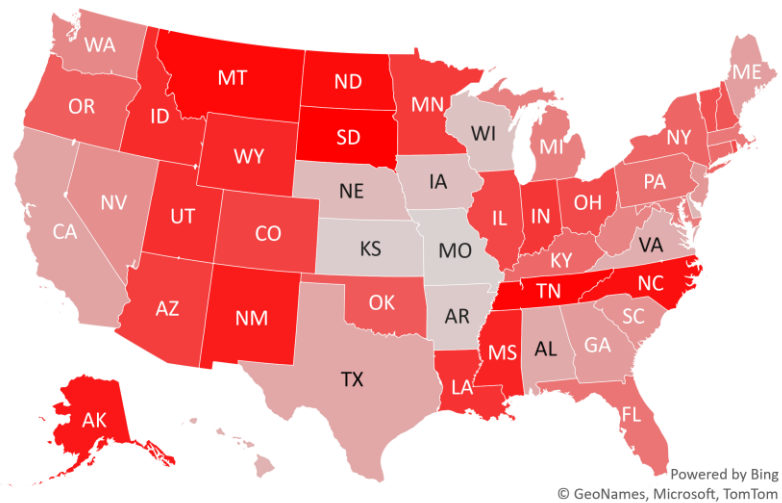 WA
MT
ND
MN
ME
OR
ID
SD
WI
MI
NY
WY
NE
IA
PA
NV
UT
CO
IL
IN
OH
CA
KS
MO
KY
VA
AZ
NM
OK
TN
NC
AR
SC
TX
LA
MS
AL
GA
AK
FL
Powered by Bing
© GeoNames, Microsoft, TomTom